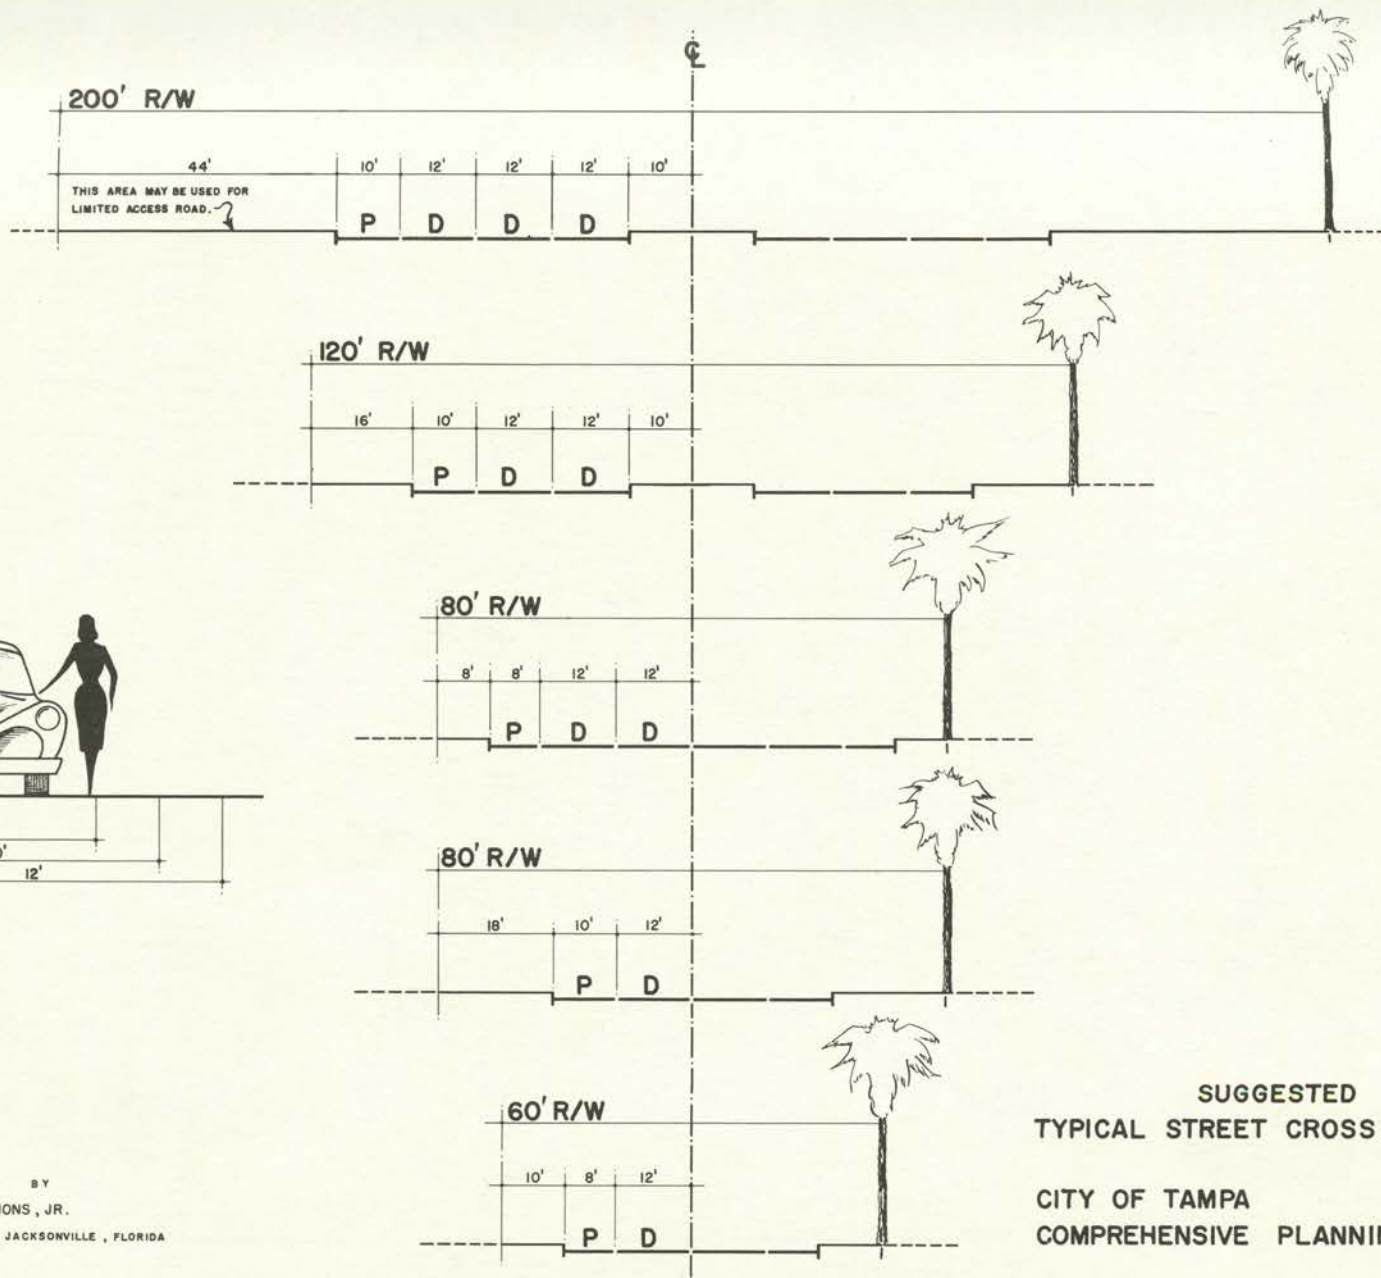 ℄
200' R/W
44' 10' 12' 12' 12' 10'
THIS AREA MAY BE USED FOR
LIMITED ACCESS ROAD.
P D D D
120' R/W
16' 10' 12' 12' 10'
P D D
80' R/W
8' 8' 12' 12'
P D D
12'
80' R/W
18' 10' 12'
P D
60' R/W
10' 8' 12'
P D
BY
JR.
JACKSONVILLE, FLORIDA
SUGGESTED
TYPICAL STREET CROSS
CITY OF TAMPA
COMPREHENSIVE